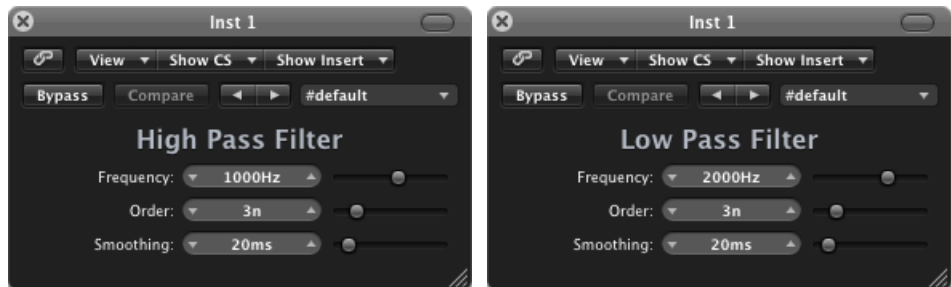 Inst 1
View Show CS Show Insert
Bypass Compare #default
High Pass Filter
Frequency: 1000Hz
Order: 3n
Smoothing: 20ms
Inst 1
View Show CS Show Insert
Bypass Compare #default
Low Pass Filter
Frequency: 2000Hz
Order: 3n
Smoothing: 20ms